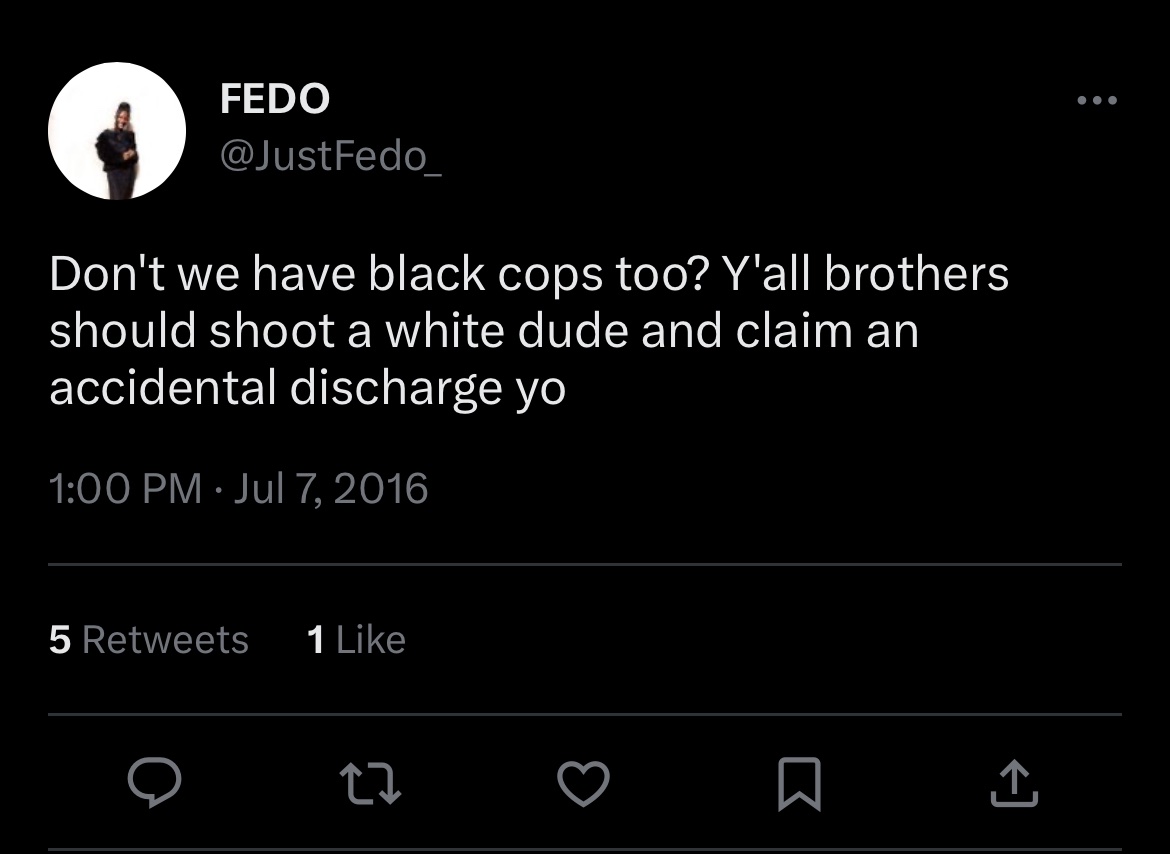 FEDO
@JustFedo_
Don't we have black cops too? Y'all brothers
should shoot a white dude and claim an
accidental discharge yo
1:00 PM · Jul 7, 2016
5 Retweets 1 Like